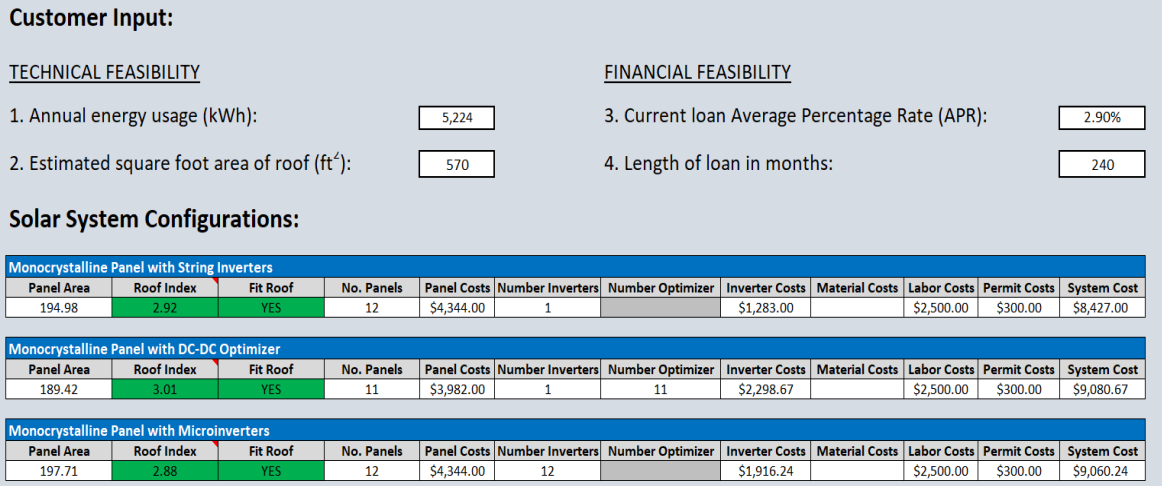 Customer Input:
TECHNICAL FEASIBILITY FINANCIAL FEASIBILITY
1. Annual energy usage (kWh): 5,224 3. Current loan Average Percentage Rate (APR): 2.90%
2. Estimated square foot area of roof (ft²): 570 4. Length of loan in months: 240
Solar System Configurations:
Monocrystalline Panel with String Inverters
Panel Area Roof Index Fit Roof No. Panels Panel Costs Number Inverters Number Optimizer Inverter Costs Material Costs Labor Costs Permit Costs System Cost
194.98 2.92 YES 12 $4,344.00 1 $1,283.00 $2,500.00 $300.00 $8,427.00
Monocrystalline Panel with DC-DC Optimizer
Panel Area Roof Index Fit Roof No. Panels Panel Costs Number Inverters Number Optimizer Inverter Costs Material Costs Labor Costs Permit Costs System Cost
189.42 3.01 YES 11 $3,982.00 1 11 $2,298.67 $2,500.00 $300.00 $9,080.67
Monocrystalline Panel with Microinverters
Panel Area Roof Index Fit Roof No. Panels Panel Costs Number Inverters Number Optimizer Inverter Costs Material Costs Labor Costs Permit Costs System Cost
197.71 2.88 YES 12 $4,344.00 12 $1,916.24 $2,500.00 $300.00 $9,060.24